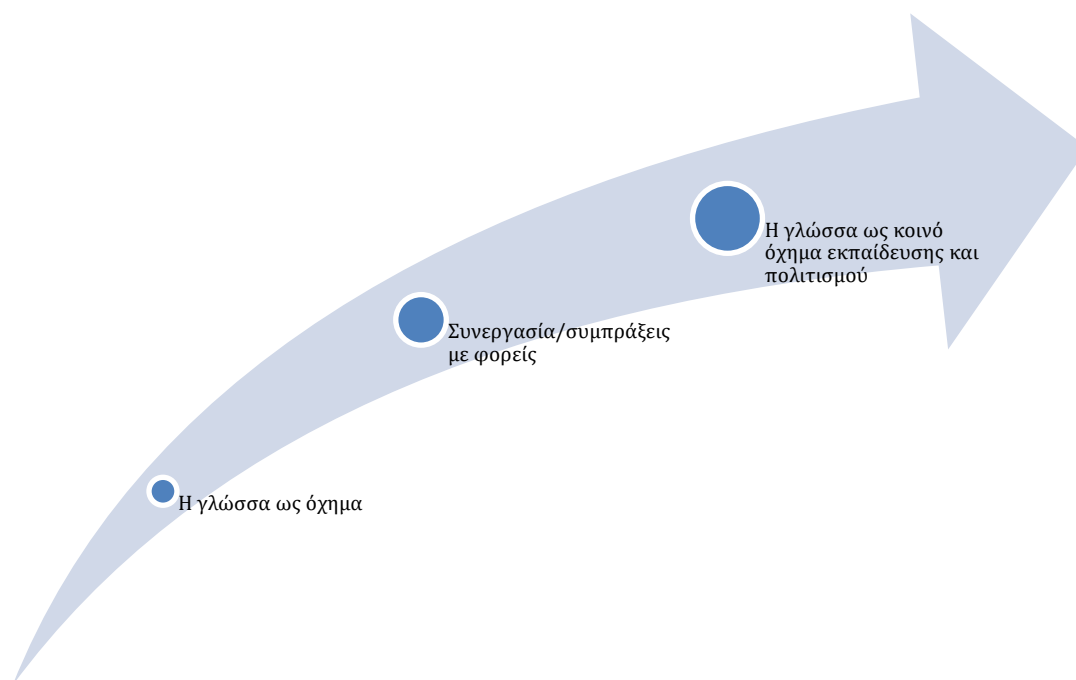 Η γλώσσα ως κοινό
όχημα εκπαίδευσης και
πολιτισμού
Συνεργασία/συμπράξεις
με φορείς
Η γλώσσα ως όχημα